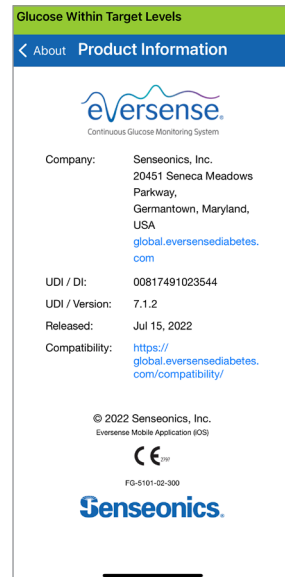 Glucose Within Target Levels
About Product Information
eversense.
Continuous Glucose Monitoring System
Company: Senseonics, Inc.
20451 Seneca Meadows
Parkway,
Germantown, Maryland,
USA
global.eversensediabetes.
com
UDI / DI: 00817491023544
UDI / Version: 7.1.2
Released: Jul 15, 2022
Compatibility: https://
global.eversensediabetes.
com/compatibility/
© 2022 Senseonics, Inc.
Eversense Mobile Application (iOS)
CE 2797
FG-5101-02-300
Senseonics.